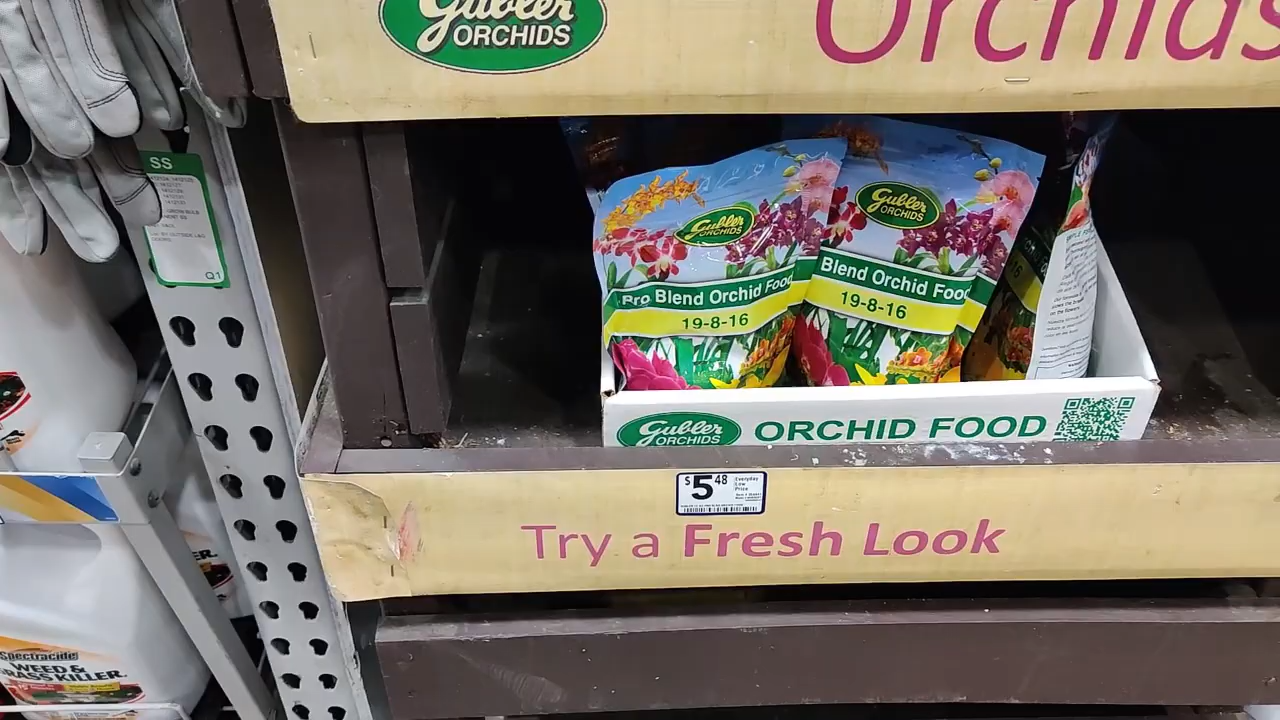 Gubler
ORCHIDS
Orchids
SS
Q1
Gubler
ORCHIDS
Pro Blend Orchid Food
19-8-16
Gubler
ORCHIDS
Blend Orchid Food
19-8-16
Gubler
ORCHIDS
ORCHID FOOD
$5 48
Everyday
Low
Price
Try a Fresh Look
Spectracide
WEED &
GRASS KILLER.